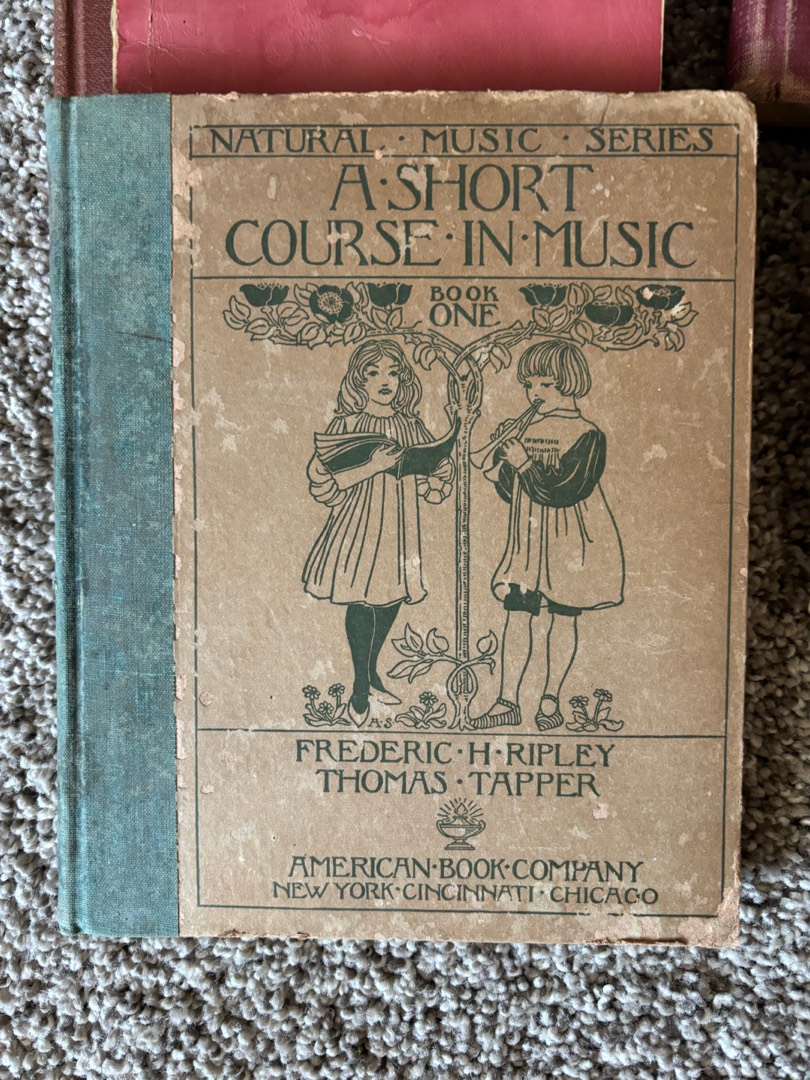 NATURAL · MUSIC · SERIES
A · SHORT
COURSE · IN · MUSIC
BOOK
ONE
A·S
FREDERIC · H · RIPLEY
THOMAS · TAPPER
AMERICAN · BOOK · COMPANY
NEW YORK · CINCINNATI · CHICAGO